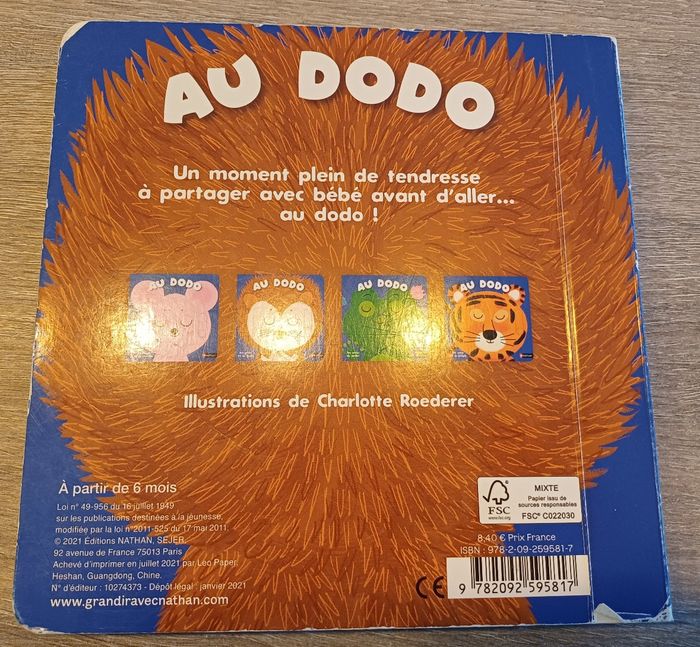 AU DODO
Un moment plein de tendresse
à partager avec bébé avant d'aller...
au dodo !
AU DODO
AU DODO
AU DODO
AU DODO
Illustrations de Charlotte Roederer
À partir de 6 mois
Loi n° 49-956 du 16 juillet 1949
sur les publications destinées à la jeunesse,
modifiée par la loi n°2011-525 du 17 mai 2011.
© 2021 Éditions NATHAN, SEJER,
92 avenue de France 75013 Paris
Achevé d'imprimer en juillet 2021 par Leo Paper,
Heshan, Guangdong, Chine.
N° d'éditeur : 10274373 - Dépôt légal : janvier 2021
www.grandiravecnathan.com
FSC
www.fsc.org
MIXTE
Papier issu de
sources responsables
FSC® C022030
8,40 € Prix France
ISBN : 978-2-09-259581-7
CE
9 782092 595817